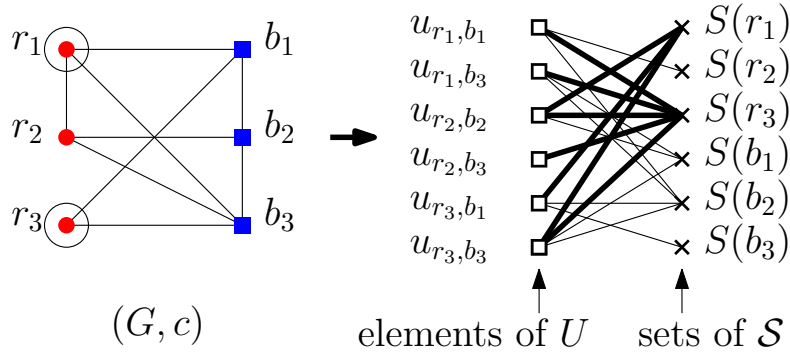 r₁ b₁ u_{r₁,b₁} S(r₁)
u_{r₁,b₃} S(r₂)
r₂ b₂ u_{r₂,b₂} S(r₃)
u_{r₂,b₃} S(b₁)
r₃ b₃ u_{r₃,b₁} S(b₂)
u_{r₃,b₃} S(b₃)
(G, c)
elements of U sets of 𝒮